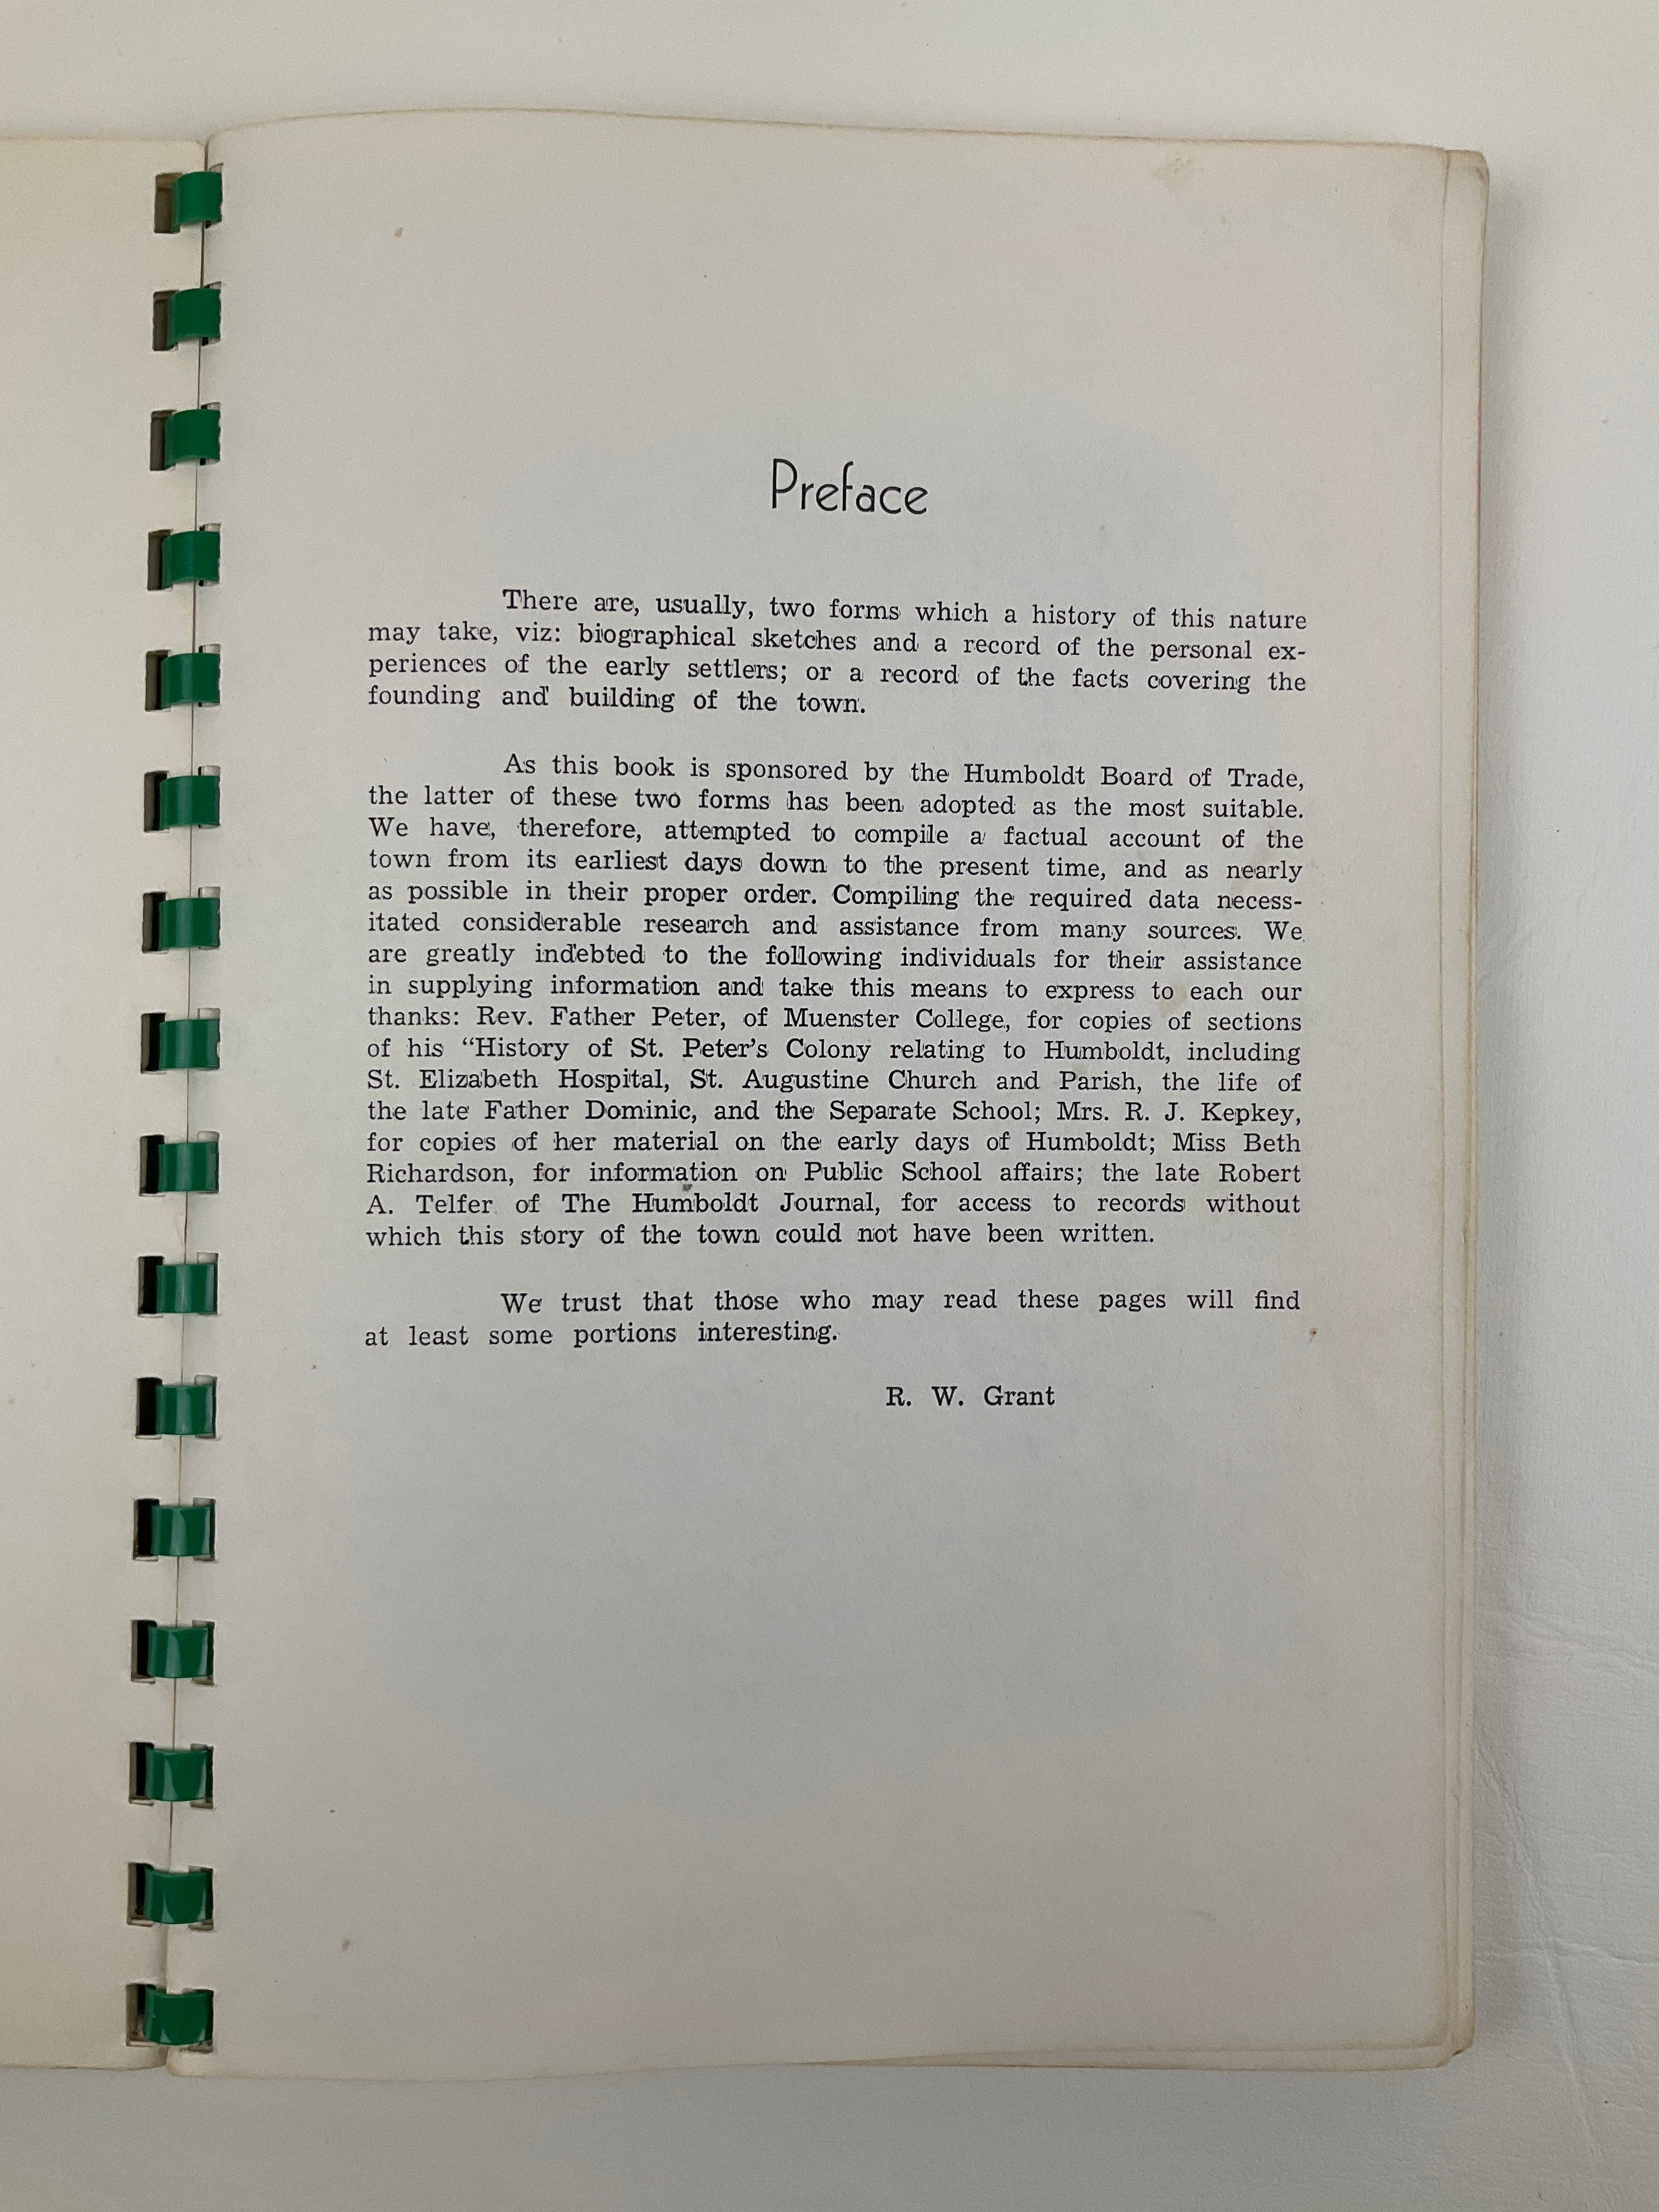 Preface
There are, usually, two forms which a history of this nature
may take, viz: biographical sketches and a record of the personal ex-
periences of the early settlers; or a record of the facts covering the
founding and building of the town.
As this book is sponsored by the Humboldt Board of Trade,
the latter of these two forms has been adopted as the most suitable.
We have, therefore, attempted to compile a factual account of the
town from its earliest days down to the present time, and as nearly
as possible in their proper order. Compiling the required data necess-
itated considerable research and assistance from many sources. We
are greatly indebted to the following individuals for their assistance
in supplying information and take this means to express to each our
thanks: Rev. Father Peter, of Muenster College, for copies of sections
of his “History of St. Peter’s Colony relating to Humboldt, including
St. Elizabeth Hospital, St. Augustine Church and Parish, the life of
the late Father Dominic, and the Separate School; Mrs. R. J. Kepkey,
for copies of her material on the early days of Humboldt; Miss Beth
Richardson, for information on Public School affairs; the late Robert
A. Telfer of The Humboldt Journal, for access to records without
which this story of the town could not have been written.
We trust that those who may read these pages will find
at least some portions interesting.
R. W. Grant